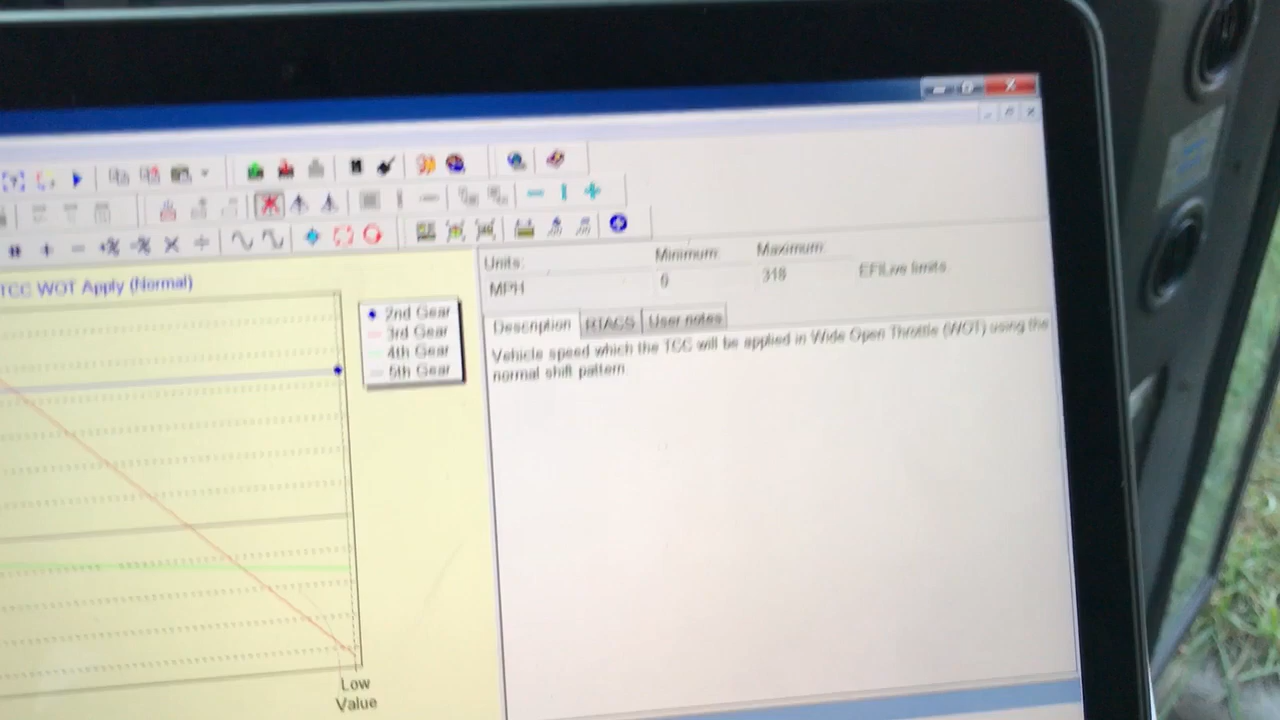 TCC WOT Apply (Normal)
2nd Gear
3rd Gear
4th Gear
5th Gear
Low
Value
Units:
MPH
Minimum:
0
Maximum:
318
EFILive limits
Description
RTACS
User notes
Vehicle speed which the TCC will be applied in Wide Open Throttle (WOT) using the
normal shift pattern.